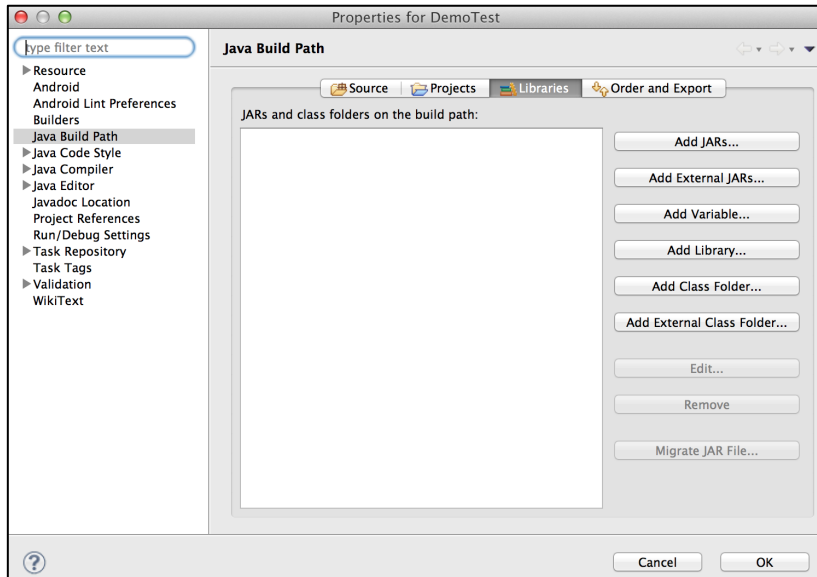 Properties for DemoTest
type filter text
Resource
Android
Android Lint Preferences
Builders
Java Build Path
Java Code Style
Java Compiler
Java Editor
Javadoc Location
Project References
Run/Debug Settings
Task Repository
Task Tags
Validation
WikiText
Java Build Path
Source Projects Libraries Order and Export
JARs and class folders on the build path:
Add JARs...
Add External JARs...
Add Variable...
Add Library...
Add Class Folder...
Add External Class Folder...
Edit...
Remove
Migrate JAR File...
?
Cancel OK